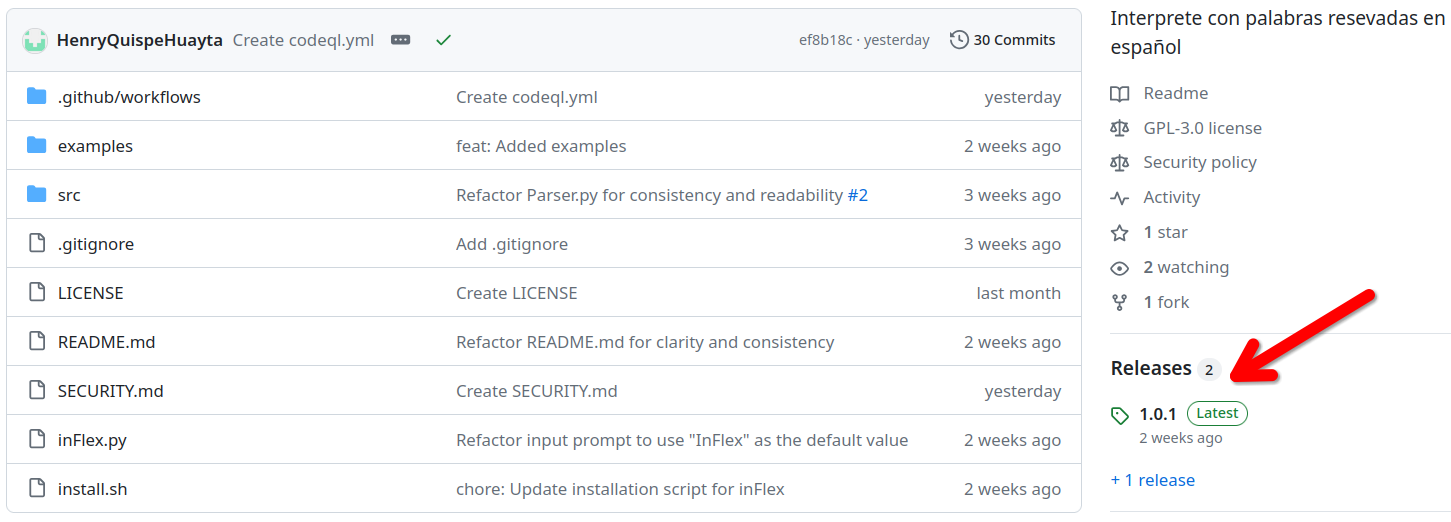 HenryQuispeHuayta Create codeql.yml ef8b18c · yesterday 30 Commits
.github/workflows Create codeql.yml yesterday
examples feat: Added examples 2 weeks ago
src Refactor Parser.py for consistency and readability #2 3 weeks ago
.gitignore Add .gitignore 3 weeks ago
LICENSE Create LICENSE last month
README.md Refactor README.md for clarity and consistency 2 weeks ago
SECURITY.md Create SECURITY.md yesterday
inFlex.py Refactor input prompt to use "InFlex" as the default value 2 weeks ago
install.sh chore: Update installation script for inFlex 2 weeks ago
Interprete con palabras resevadas en
español
Readme
GPL-3.0 license
Security policy
Activity
1 star
2 watching
1 fork
Releases 2
1.0.1 Latest
2 weeks ago
+ 1 release